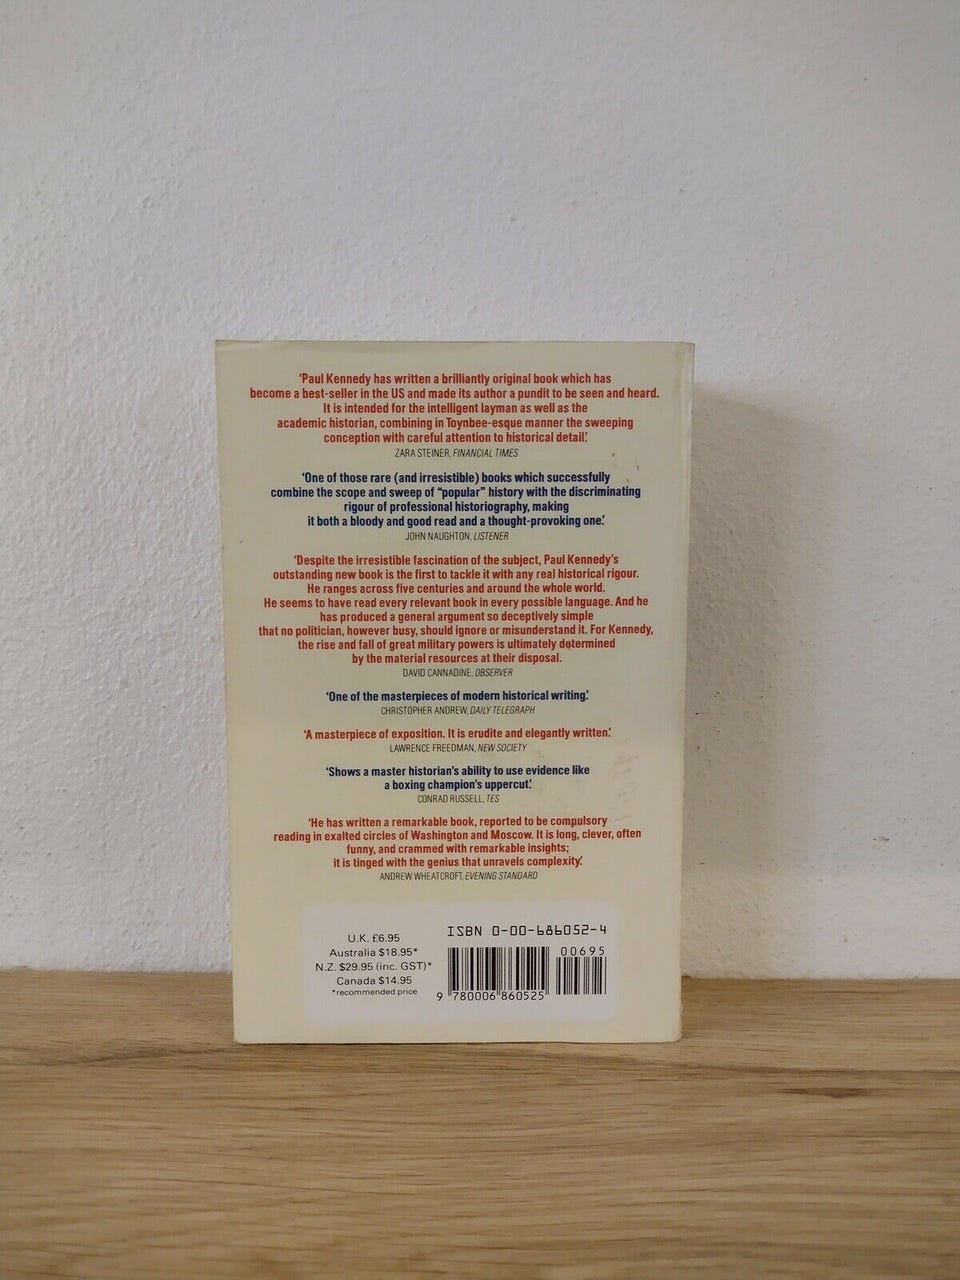 'Paul Kennedy has written a brilliantly original book which has
become a best-seller in the US and made its author a pundit to be seen and heard.
It is intended for the intelligent layman as well as the
academic historian, combining in Toynbee-esque manner the sweeping
conception with careful attention to historical detail.'
ZARA STEINER, FINANCIAL TIMES
'One of those rare (and irresistible) books which successfully
combine the scope and sweep of "popular" history with the discriminating
rigour of professional historiography, making
it both a bloody and good read and a thought-provoking one.'
JOHN NAUGHTON, LISTENER
'Despite the irresistible fascination of the subject, Paul Kennedy's
outstanding new book is the first to tackle it with any real historical rigour.
He ranges across five centuries and around the whole world.
He seems to have read every relevant book in every possible language. And he
has produced a general argument so deceptively simple
that no politician, however busy, should ignore or misunderstand it. For Kennedy,
the rise and fall of great military powers is ultimately determined
by the material resources at their disposal.
DAVID CANNADINE, OBSERVER
'One of the masterpieces of modern historical writing.'
CHRISTOPHER ANDREW, DAILY TELEGRAPH
'A masterpiece of exposition. It is erudite and elegantly written.'
LAWRENCE FREEDMAN, NEW SOCIETY
'Shows a master historian's ability to use evidence like
a boxing champion's uppercut.'
CONRAD RUSSELL, TES
'He has written a remarkable book, reported to be compulsory
reading in exalted circles of Washington and Moscow. It is long, clever, often
funny, and crammed with remarkable insights;
it is tinged with the genius that unravels complexity.'
ANDREW WHEATCROFT, EVENING STANDARD
U.K. £6.95
Australia $18.95*
N.Z. $29.95 (inc. GST)*
Canada $14.95
*recommended price
ISBN 0-00-686052-4
00695
9 780006 860525